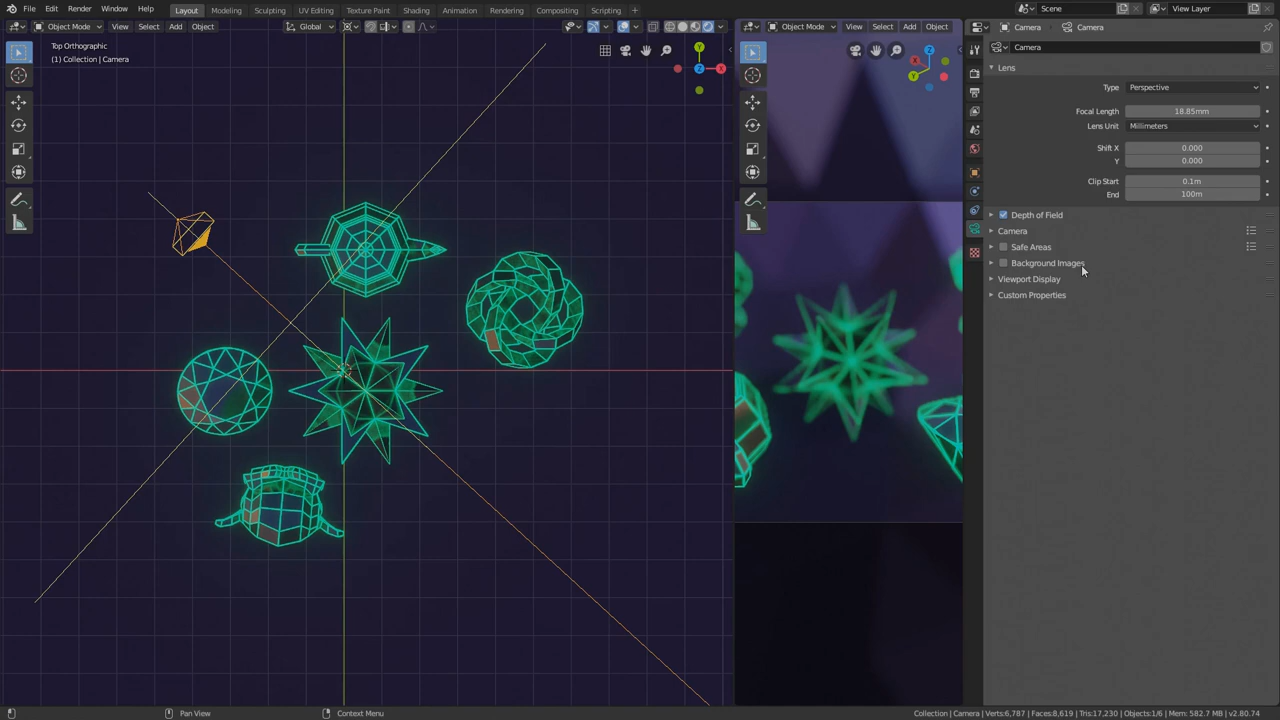 File Edit Render Window Help Layout Modeling Sculpting UV Editing Texture Paint Shading Animation Rendering Compositing Scripting + Scene View Layer
Object Mode View Select Add Object Global Object Mode View Select Add Object Camera Camera
Top Orthographic
(1) Collection | Camera
Y
Z
X
Z
X
Y
Camera
Lens
Type Perspective
Focal Length 18.85mm
Lens Unit Millimeters
Shift X 0.000
Y 0.000
Clip Start 0.1m
End 100m
Depth of Field
Camera
Safe Areas
Background Images
Viewport Display
Custom Properties
Pan View Context Menu Collection | Camera | Verts:6,787 | Faces:8,619 | Tris:17,230 | Objects:1/6 | Mem: 582.7 MB | v2.80.74